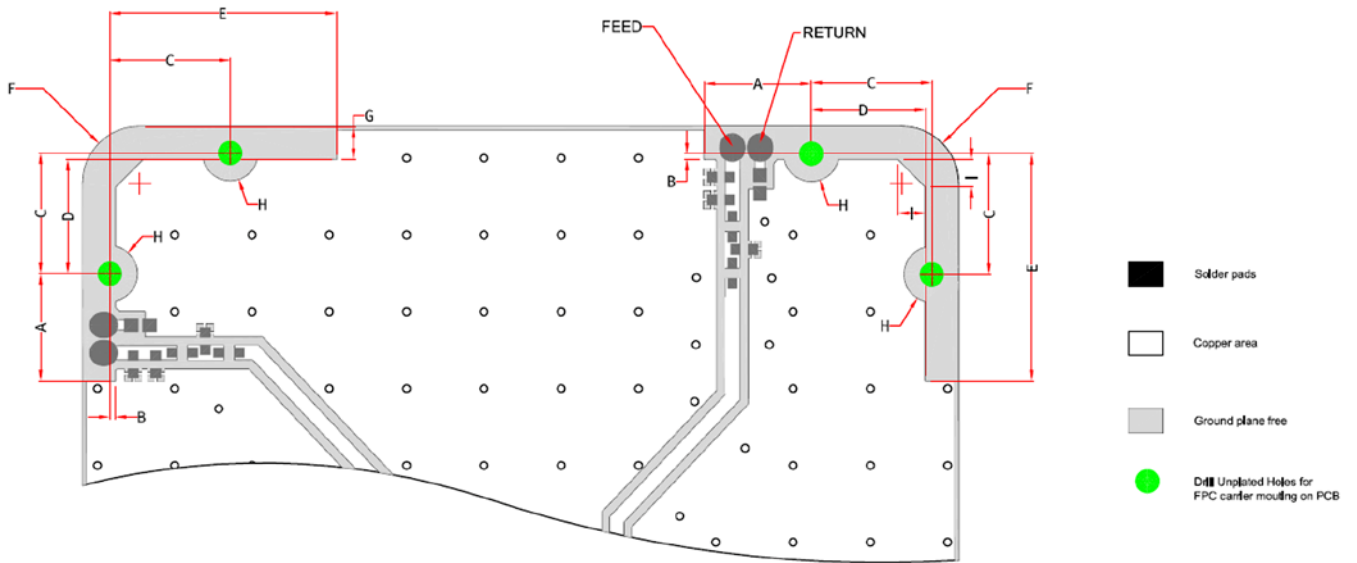 E
FEED
RETURN
C
A
C
F
F
G
D
B
I
H
H
C
D
H
I
C
E
A
H
B
Solder pads
Copper area
Ground plane free
Drill Unplated Holes for
FPC carrier mouting on PCB